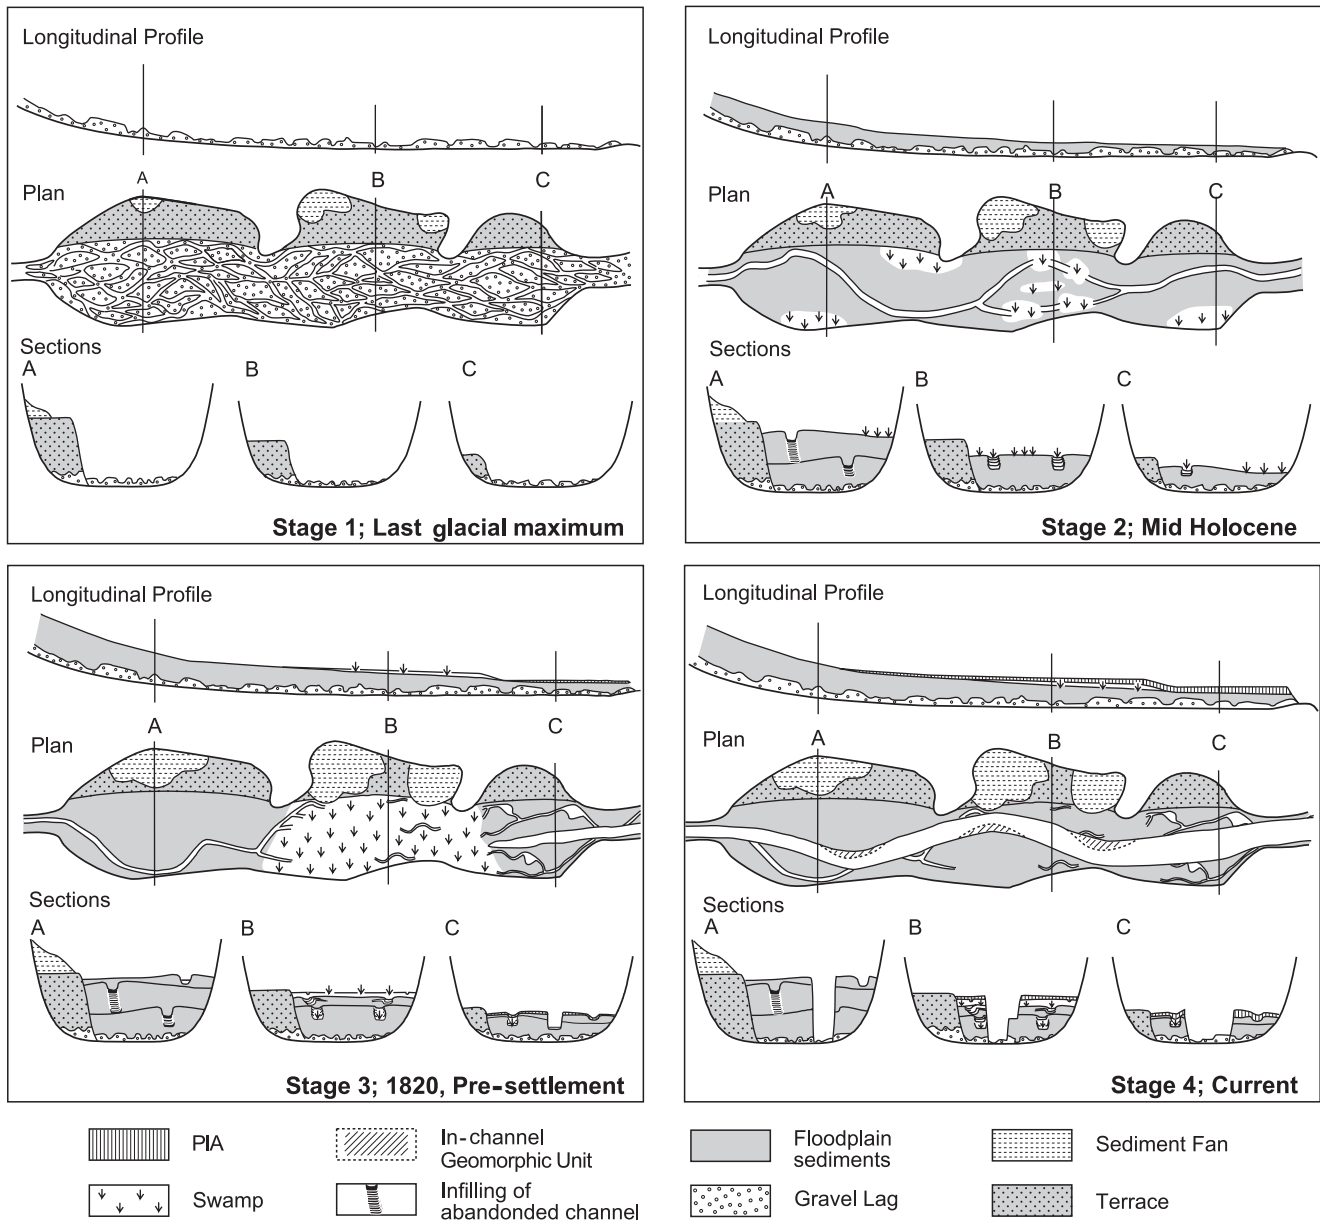 Longitudinal Profile
Plan
A
B
C
Sections
A
B
C
Stage 1; Last glacial maximum
Longitudinal Profile
Plan
A
B
C
Sections
A
B
C
Stage 2; Mid Holocene
Longitudinal Profile
Plan
A
B
C
Sections
A
B
C
Stage 3; 1820, Pre-settlement
Longitudinal Profile
Plan
A
B
C
Sections
A
B
C
Stage 4; Current
PIA
In-channel
Geomorphic Unit
Floodplain
sediments
Sediment Fan
Swamp
Infilling of
abandonded channel
Gravel Lag
Terrace